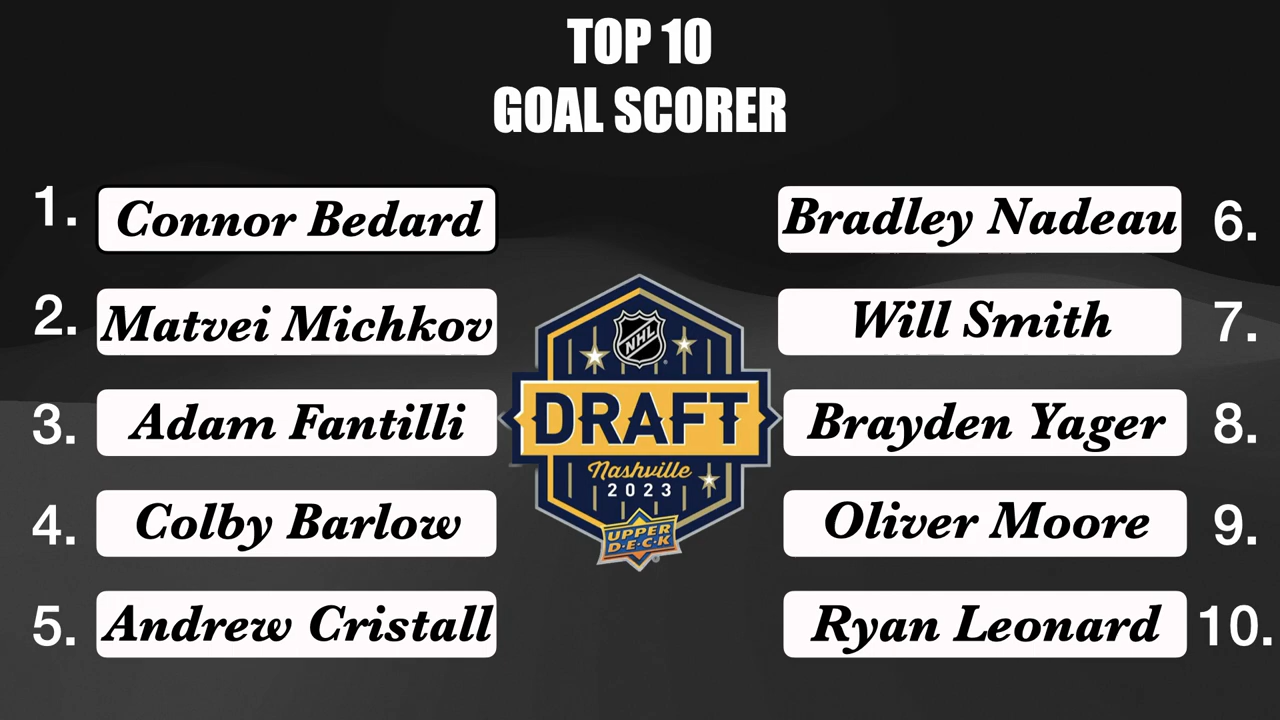 TOP 10
GOAL SCORER
1. Connor Bedard
2. Matvei Michkov
3. Adam Fantilli
4. Colby Barlow
5. Andrew Cristall
NHL
DRAFT
Nashville
2023
UPPER
D·E·C·K
Bradley Nadeau 6.
Will Smith 7.
Brayden Yager 8.
Oliver Moore 9.
Ryan Leonard 10.